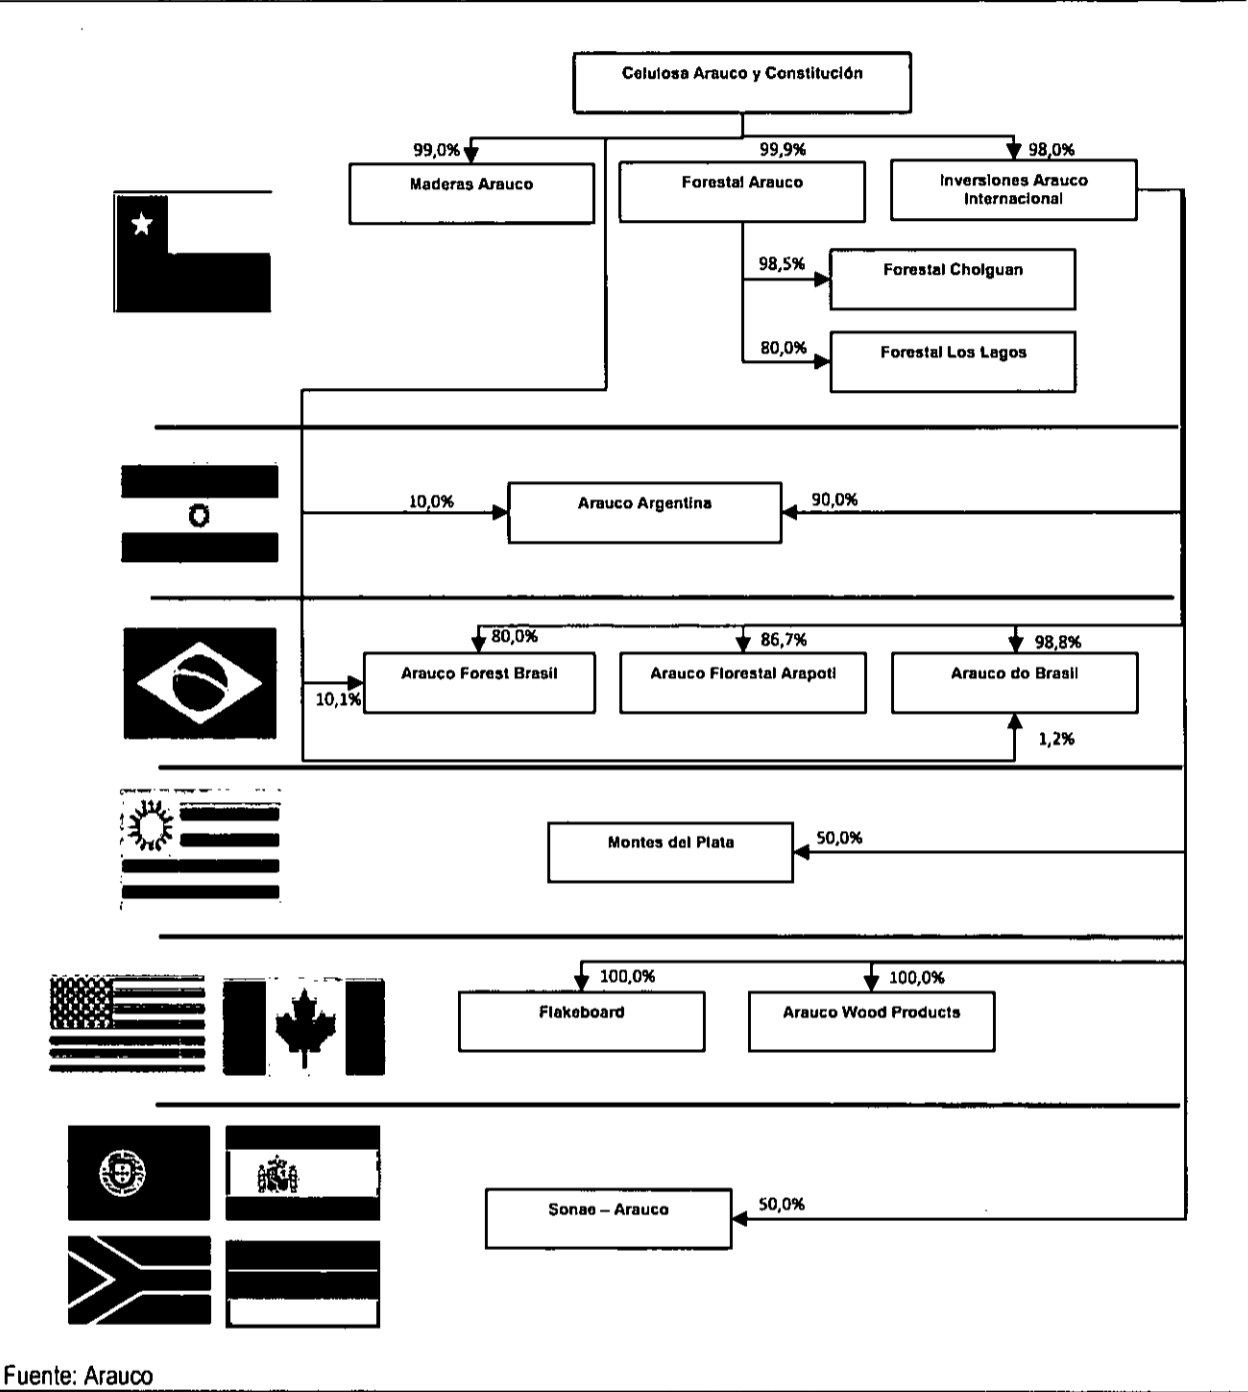 Celulosa Arauco y Constitución
99,0%
99,9%
98,0%
Maderas Arauco
Forestal Arauco
Inversiones Arauco
Internacional
98,5%
Forestal Cholguan
80,0%
Forestal Los Lagos
10,0%
Arauco Argentina
90,0%
80,0%
86,7%
98,8%
Arauco Forest Brasil
Arauco Florestal Arapoti
Arauco do Brasil
10,1%
1,2%
Montes del Plata
50,0%
100,0%
100,0%
Flakeboard
Arauco Wood Products
Sonae – Arauco
50,0%
Fuente: Arauco